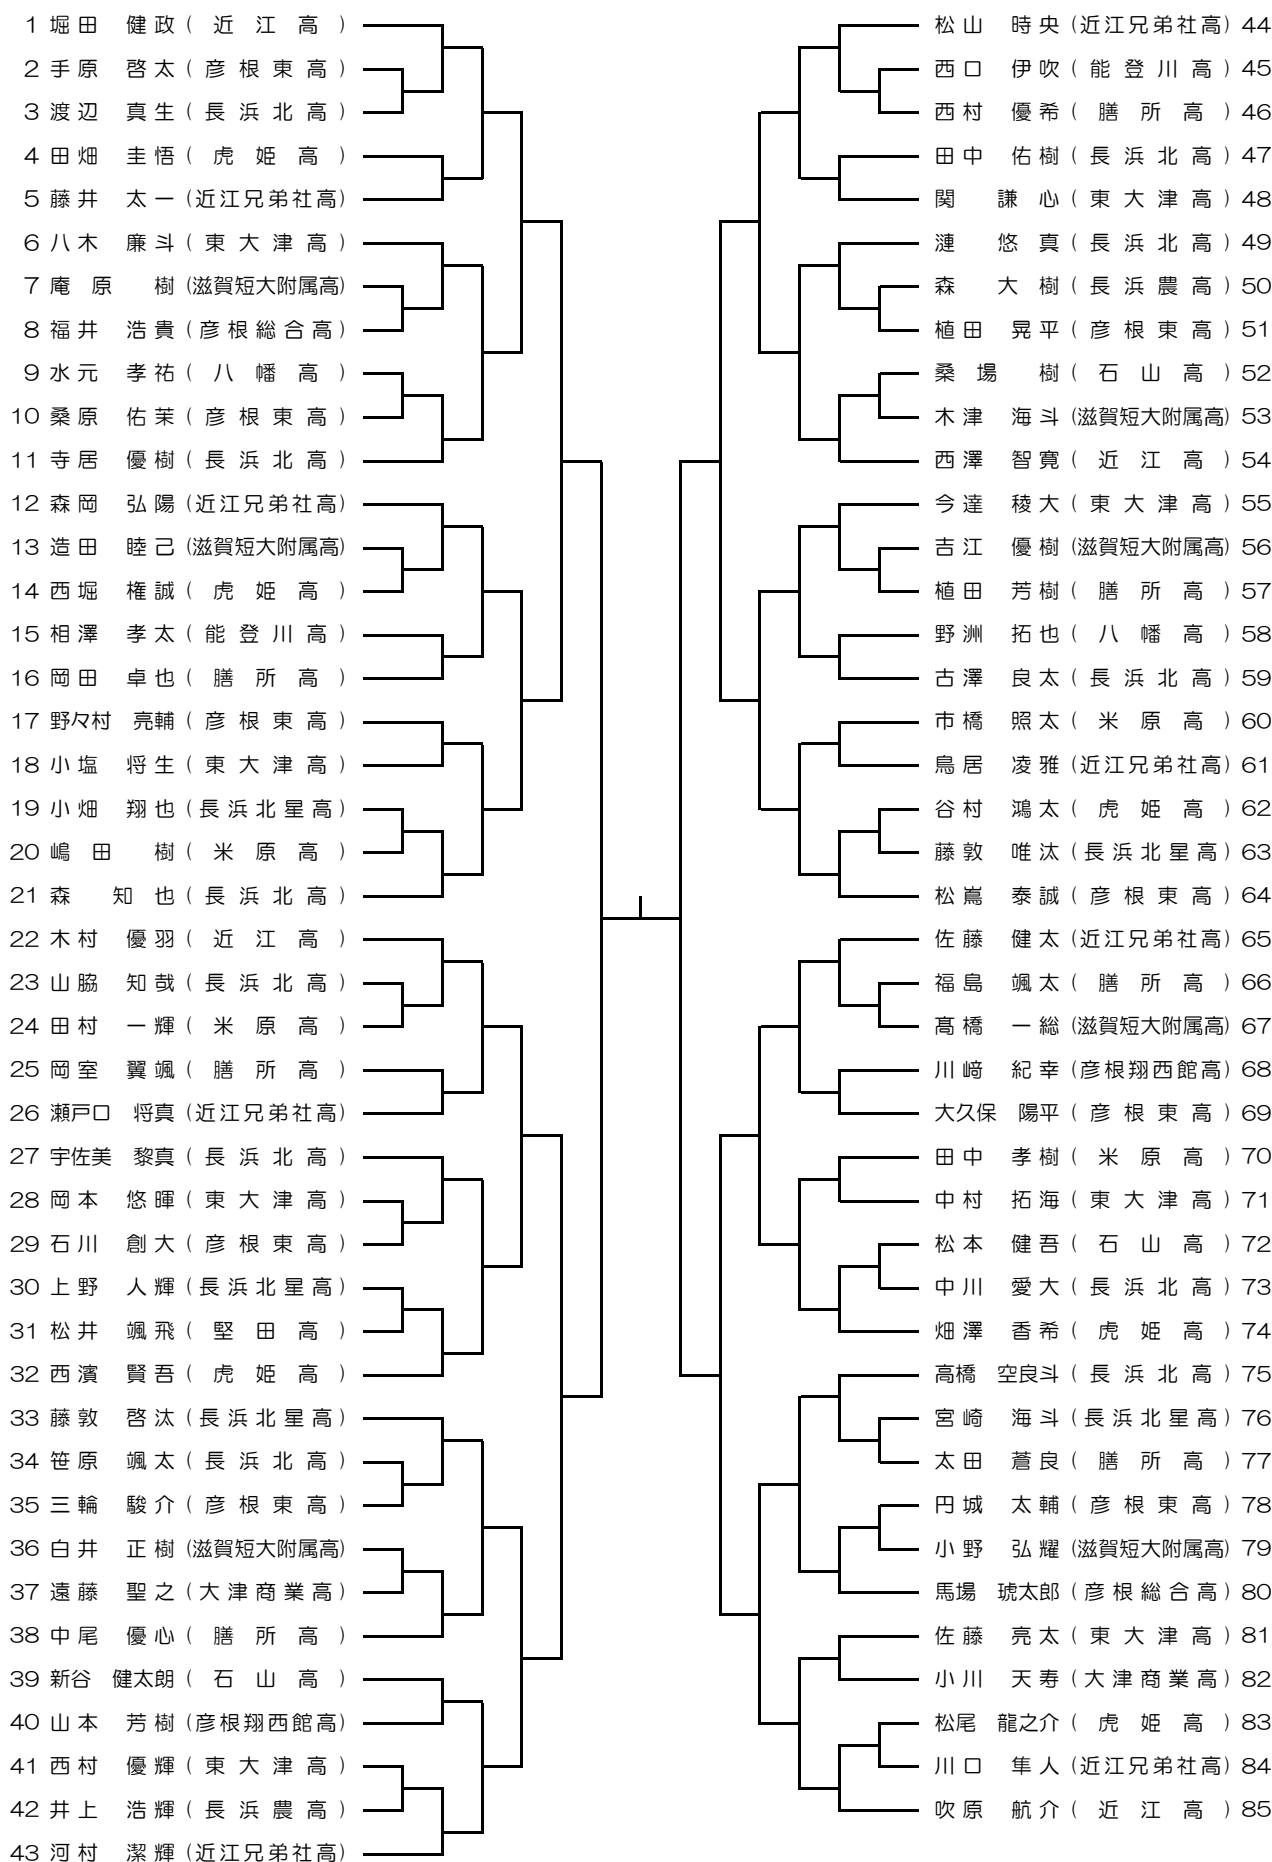 1 堀田 健政 ( 近江高 )
2 手原 啓太 ( 彦根東高 )
3 渡辺 真生 ( 長浜北高 )
4 田畑 圭悟 ( 虎姫高 )
5 藤井 太一 (近江兄弟社高)
6 八木 廉斗 ( 東大津高 )
7 庵原 樹 (滋賀短大附属高)
8 福井 浩貴 ( 彦根総合高 )
9 水元 孝祐 ( 八幡高 )
10 桑原 佑茉 ( 彦根東高 )
11 寺居 優樹 ( 長浜北高 )
12 森岡 弘陽 (近江兄弟社高)
13 造田 睦己 (滋賀短大附属高)
14 西堀 権誠 ( 虎姫高 )
15 相澤 孝太 ( 能登川高 )
16 岡田 卓也 ( 膳所高 )
17 野々村 亮輔 ( 彦根東高 )
18 小塩 将生 ( 東大津高 )
19 小畑 翔也 ( 長浜北星高 )
20 嶋田 樹 ( 米原高 )
21 森 知也 ( 長浜北高 )
22 木村 優羽 ( 近江高 )
23 山脇 知哉 ( 長浜北高 )
24 田村 一輝 ( 米原高 )
25 岡室 翼颯 ( 膳所高 )
26 瀬戸口 将真 (近江兄弟社高)
27 宇佐美 黎真 ( 長浜北高 )
28 岡本 悠暉 ( 東大津高 )
29 石川 創大 ( 彦根東高 )
30 上野 人輝 ( 長浜北星高 )
31 松井 颯飛 ( 堅田高 )
32 西濱 賢吾 ( 虎姫高 )
33 藤敦 啓汰 ( 長浜北星高 )
34 笹原 颯太 ( 長浜北高 )
35 三輪 駿介 ( 彦根東高 )
36 白井 正樹 (滋賀短大附属高)
37 遠藤 聖之 ( 大津商業高 )
38 中尾 優心 ( 膳所高 )
39 新谷 健太朗 ( 石山高 )
40 山本 芳樹 (彦根翔西館高)
41 西村 優輝 ( 東大津高 )
42 井上 浩輝 ( 長浜農高 )
43 河村 潔輝 (近江兄弟社高)
松山 時央 (近江兄弟社高) 44
西口 伊吹 ( 能登川高 ) 45
西村 優希 ( 膳所高 ) 46
田中 佑樹 ( 長浜北高 ) 47
関 謙心 ( 東大津高 ) 48
漣 悠真 ( 長浜北高 ) 49
森 大樹 ( 長浜農高 ) 50
植田 晃平 ( 彦根東高 ) 51
桑場 樹 ( 石山高 ) 52
木津 海斗 (滋賀短大附属高) 53
西澤 智寛 ( 近江高 ) 54
今達 稜大 ( 東大津高 ) 55
吉江 優樹 (滋賀短大附属高) 56
植田 芳樹 ( 膳所高 ) 57
野洲 拓也 ( 八幡高 ) 58
古澤 良太 ( 長浜北高 ) 59
市橋 照太 ( 米原高 ) 60
鳥居 凌雅 (近江兄弟社高) 61
谷村 鴻太 ( 虎姫高 ) 62
藤敦 唯汰 ( 長浜北星高 ) 63
松嶌 泰誠 ( 彦根東高 ) 64
佐藤 健太 (近江兄弟社高) 65
福島 颯太 ( 膳所高 ) 66
髙橋 一総 (滋賀短大附属高) 67
川﨑 紀幸 (彦根翔西館高) 68
大久保 陽平 ( 彦根東高 ) 69
田中 孝樹 ( 米原高 ) 70
中村 拓海 ( 東大津高 ) 71
松本 健吾 ( 石山高 ) 72
中川 愛大 ( 長浜北高 ) 73
畑澤 香希 ( 虎姫高 ) 74
高橋 空良斗 ( 長浜北高 ) 75
宮崎 海斗 ( 長浜北星高 ) 76
太田 蒼良 ( 膳所高 ) 77
円城 太輔 ( 彦根東高 ) 78
小野 弘耀 (滋賀短大附属高) 79
馬場 琥太郎 ( 彦根総合高 ) 80
佐藤 亮太 ( 東大津高 ) 81
小川 天寿 ( 大津商業高 ) 82
松尾 龍之介 ( 虎姫高 ) 83
川口 隼人 (近江兄弟社高) 84
吹原 航介 ( 近江高 ) 85